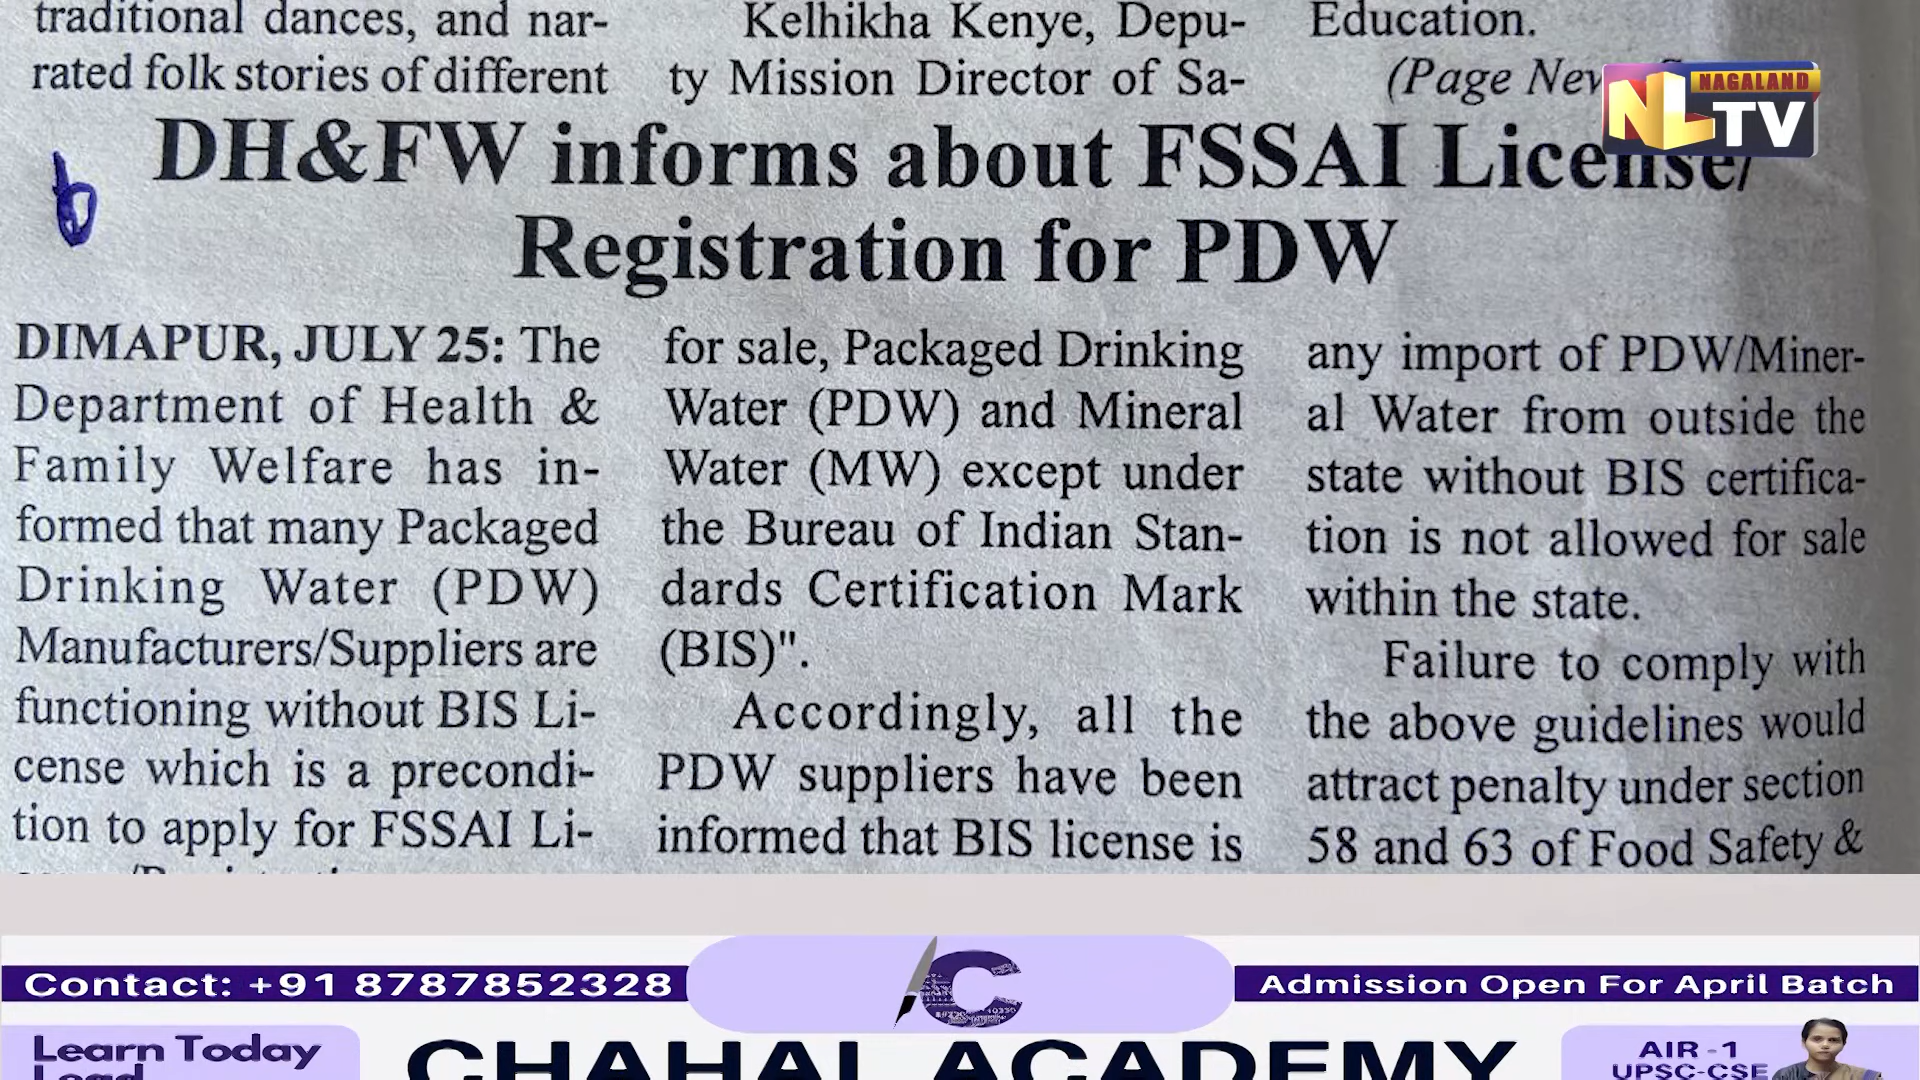 traditional dances, and nar-
rated folk stories of different
Kelhikha Kenye, Depu-
ty Mission Director of Sa-
Education.
(Page New
NAGALAND
NLTV
DH&FW informs about FSSAI License/
Registration for PDW
DIMAPUR, JULY 25: The
Department of Health &
Family Welfare has in-
formed that many Packaged
Drinking Water (PDW)
Manufacturers/Suppliers are
functioning without BIS Li-
cense which is a precondi-
tion to apply for FSSAI Li-
for sale, Packaged Drinking
Water (PDW) and Mineral
Water (MW) except under
the Bureau of Indian Stan-
dards Certification Mark
(BIS)".
Accordingly, all the
PDW suppliers have been
informed that BIS license is
any import of PDW/Miner-
al Water from outside the
state without BIS certifica-
tion is not allowed for sale
within the state.
Failure to comply with
the above guidelines would
attract penalty under section
58 and 63 of Food Safety &
Contact: +91 8787852328
C
Admission Open For April Batch
Learn Today
Lead
CHAHAL ACADEMY
AIR -1
UPSC-CSE